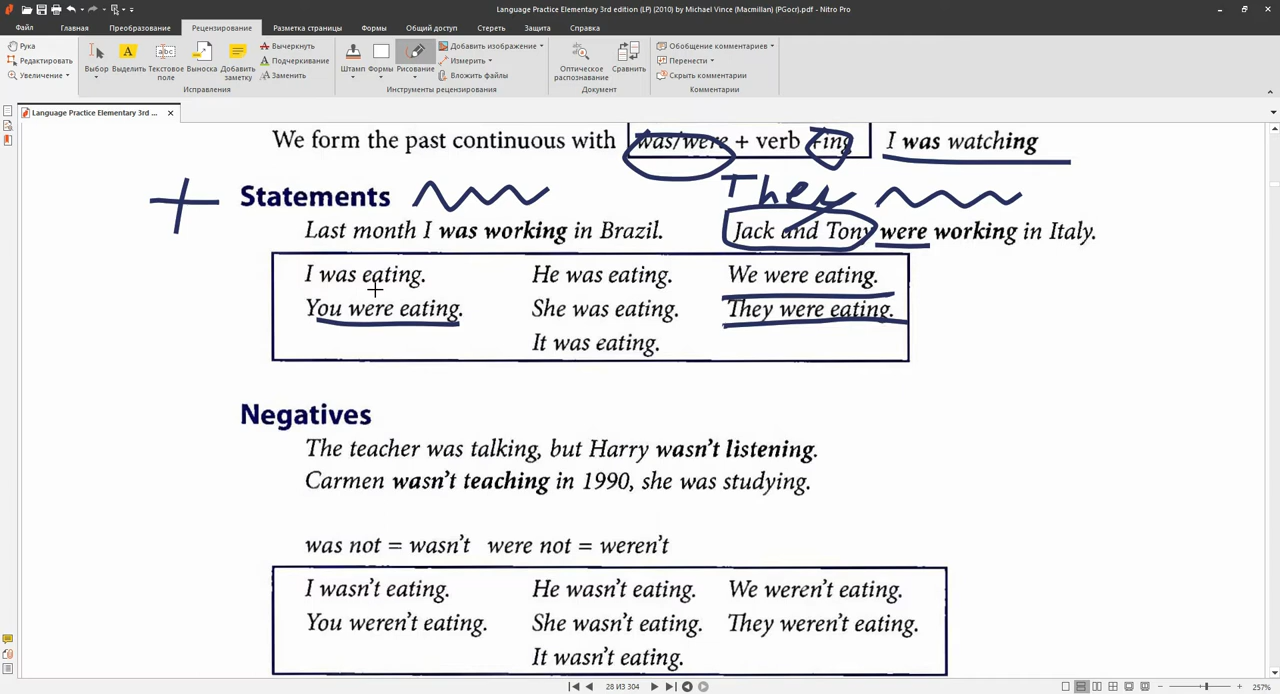 Language Practice Elementary 3rd edition (LP) (2010) by Michael Vince (Macmillan) (PGocr).pdf - Nitro Pro
Файл Главная Преобразование Рецензирование Разметка страницы Формы Общий доступ Стереть Защита Справка
Рука
Редактировать
Увеличение
Выбор Выделить Текстовое поле Выноска Добавить заметку
Вычеркнуть
Подчеркивание
Заменить
Исправления
Штамп Формы Рисование
Добавить изображение
Измерить
Вложить файлы
Инструменты рецензирования
Оптическое распознавание Сравнить
Документ
Обобщение комментариев
Перенести
Скрыть комментарии
Комментарии
Language Practice Elementary 3rd ...
We form the past continuous with was/were + verb +ing I was watching
They
Statements
Last month I was working in Brazil. Jack and Tony were working in Italy.
I was eating. He was eating. We were eating.
You were eating. She was eating. They were eating.
It was eating.
Negatives
The teacher was talking, but Harry wasn't listening.
Carmen wasn't teaching in 1990, she was studying.
was not = wasn't were not = weren't
I wasn't eating. He wasn't eating. We weren't eating.
You weren't eating. She wasn't eating. They weren't eating.
It wasn't eating.
28 ИЗ 304
257%